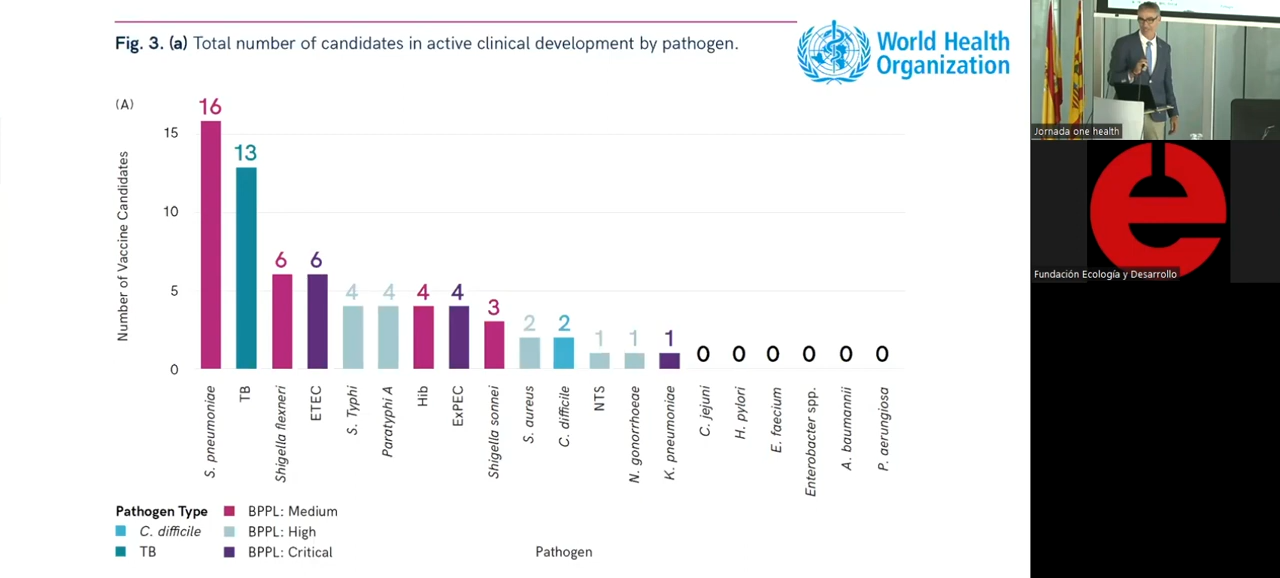 Fig. 3. (a) Total number of candidates in active clinical development by pathogen.
World Health
Organization
(A)
Number of Vaccine Candidates
15
10
5
0
16
13
6
6
4
4
4
4
3
2
2
1
1
1
0
0
0
0
0
0
S. pneumoniae
TB
Shigella flexneri
ETEC
S. Typhi
Paratyphi A
Hib
ExPEC
Shigella sonnei
S. aureus
C. difficile
NTS
N. gonorrhoeae
K. pneumoniae
C. jejuni
H. pylori
E. faecium
Enterobacter spp.
A. baumannii
P. aerungiosa
Pathogen Type
C. difficile
TB
BPPL: Medium
BPPL: High
BPPL: Critical
Pathogen
Jornada one health
e
Fundación Ecología y Desarrollo